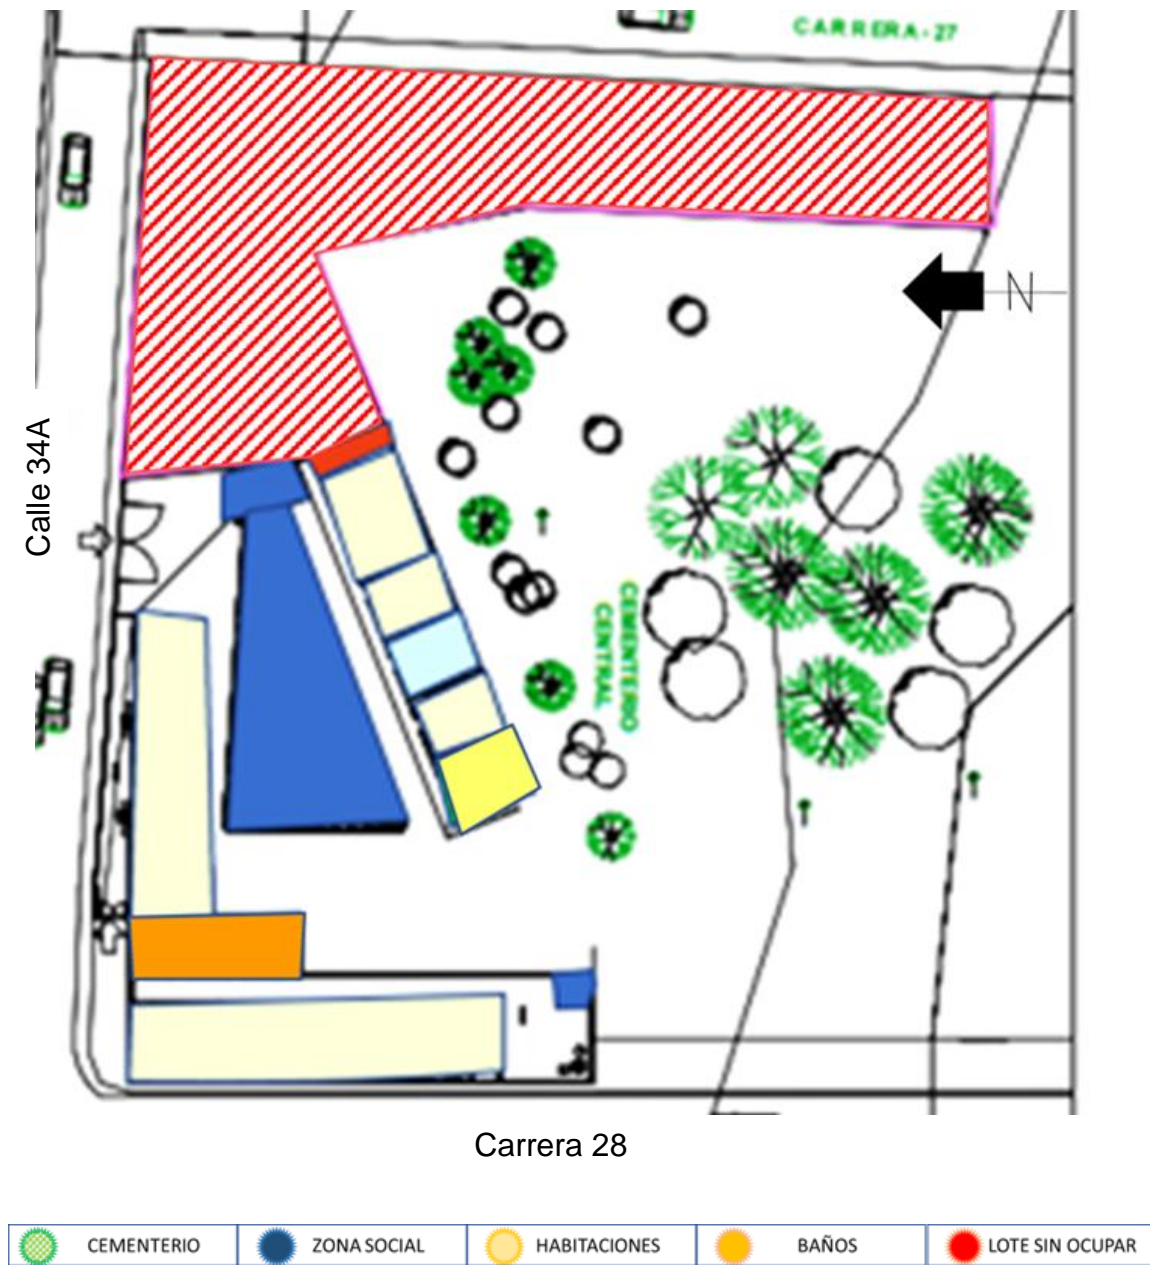 CARRERA-27
N
Calle 34A
CEMENTERIO
CENTRAL
Carrera 28
CEMENTERIO
ZONA SOCIAL
HABITACIONES
BAÑOS
LOTE SIN OCUPAR